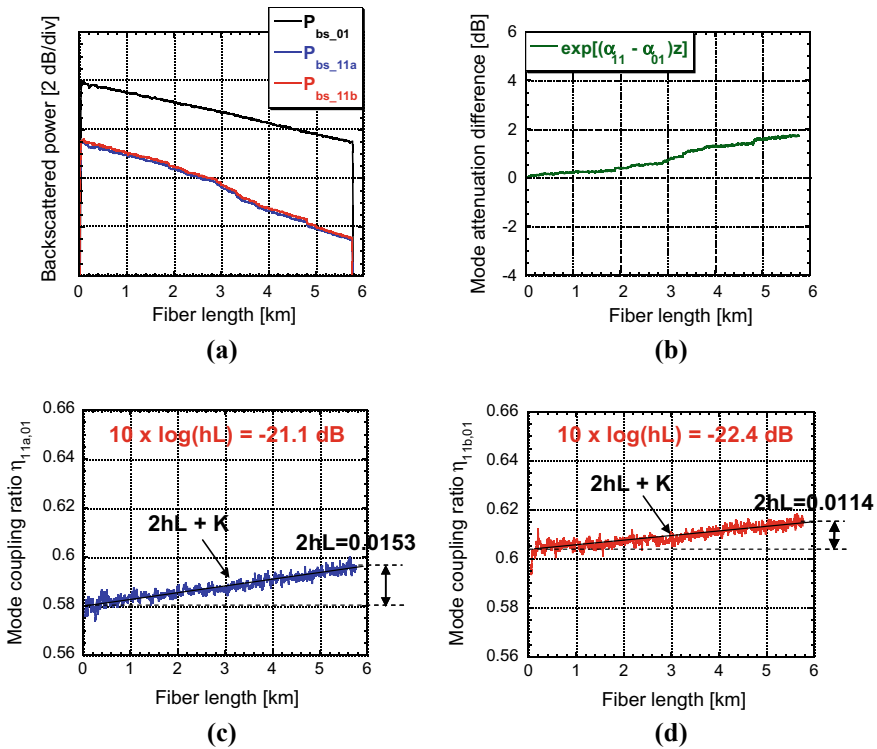 P_bs_01
P_bs_11a
P_bs_11b
Backscattered power [2 dB/div]
0 1 2 3 4 5 6
Fiber length [km]
(a)
exp[(α_11 - α_01)z]
Mode attenuation difference [dB]
6
4
2
0
-2
-4
0 1 2 3 4 5 6
Fiber length [km]
(b)
10 x log(hL) = -21.1 dB
2hL + K
2hL=0.0153
Mode coupling ratio η_11a,01
0.66
0.64
0.62
0.6
0.58
0.56
0 1 2 3 4 5 6
Fiber length [km]
(c)
10 x log(hL) = -22.4 dB
2hL + K
2hL=0.0114
Mode coupling ratio η_11b,01
0.66
0.64
0.62
0.6
0.58
0.56
0 1 2 3 4 5 6
Fiber length [km]
(d)